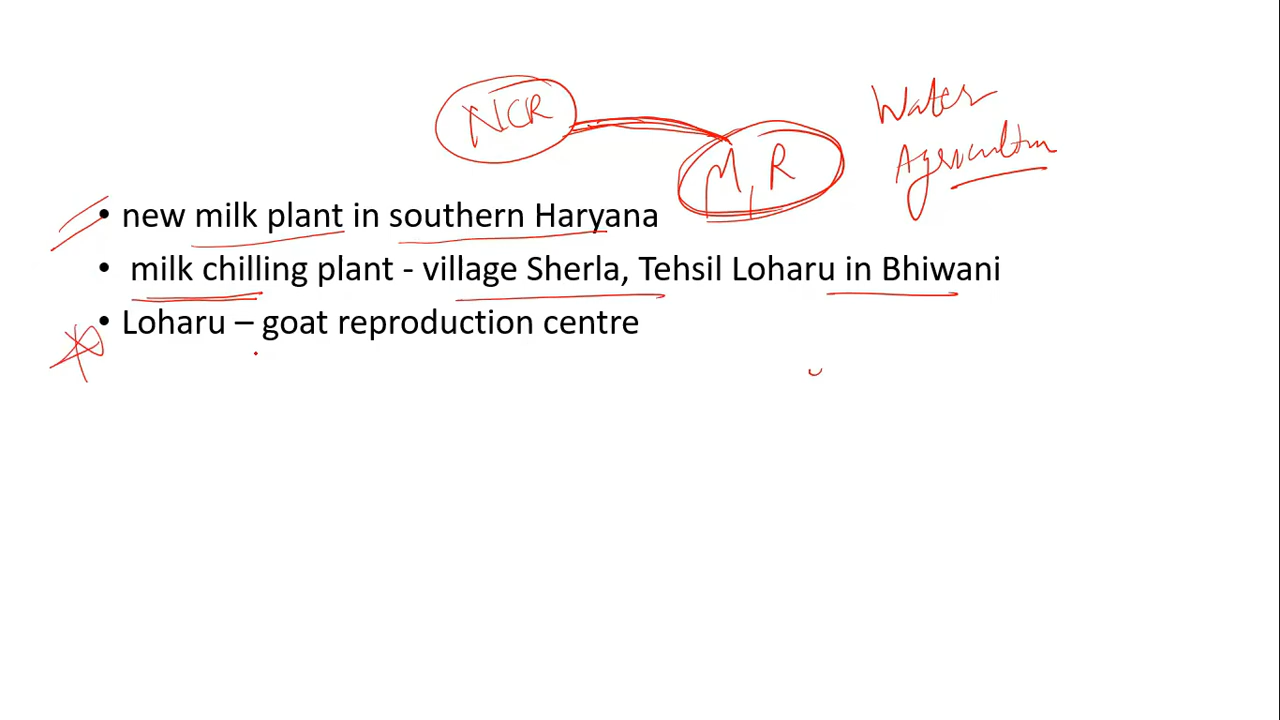 NCR
M, R
Water
Agriculture
• new milk plant in southern Haryana
• milk chilling plant - village Sherla, Tehsil Loharu in Bhiwani
• Loharu – goat reproduction centre